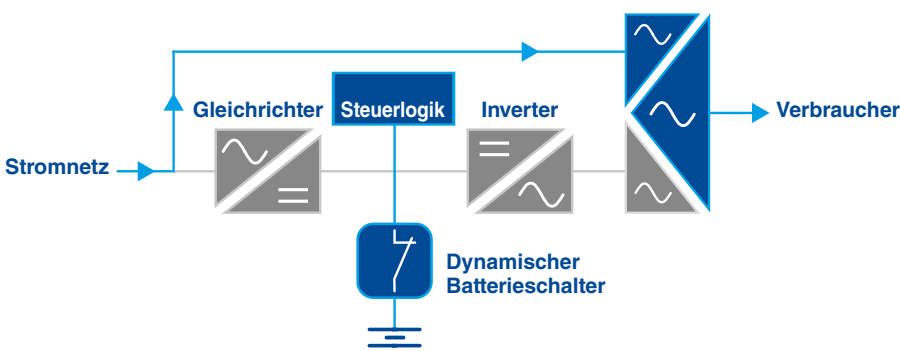 Gleichrichter
Steuerlogik
Inverter
Verbraucher
Stromnetz
Dynamischer
Batterieschalter